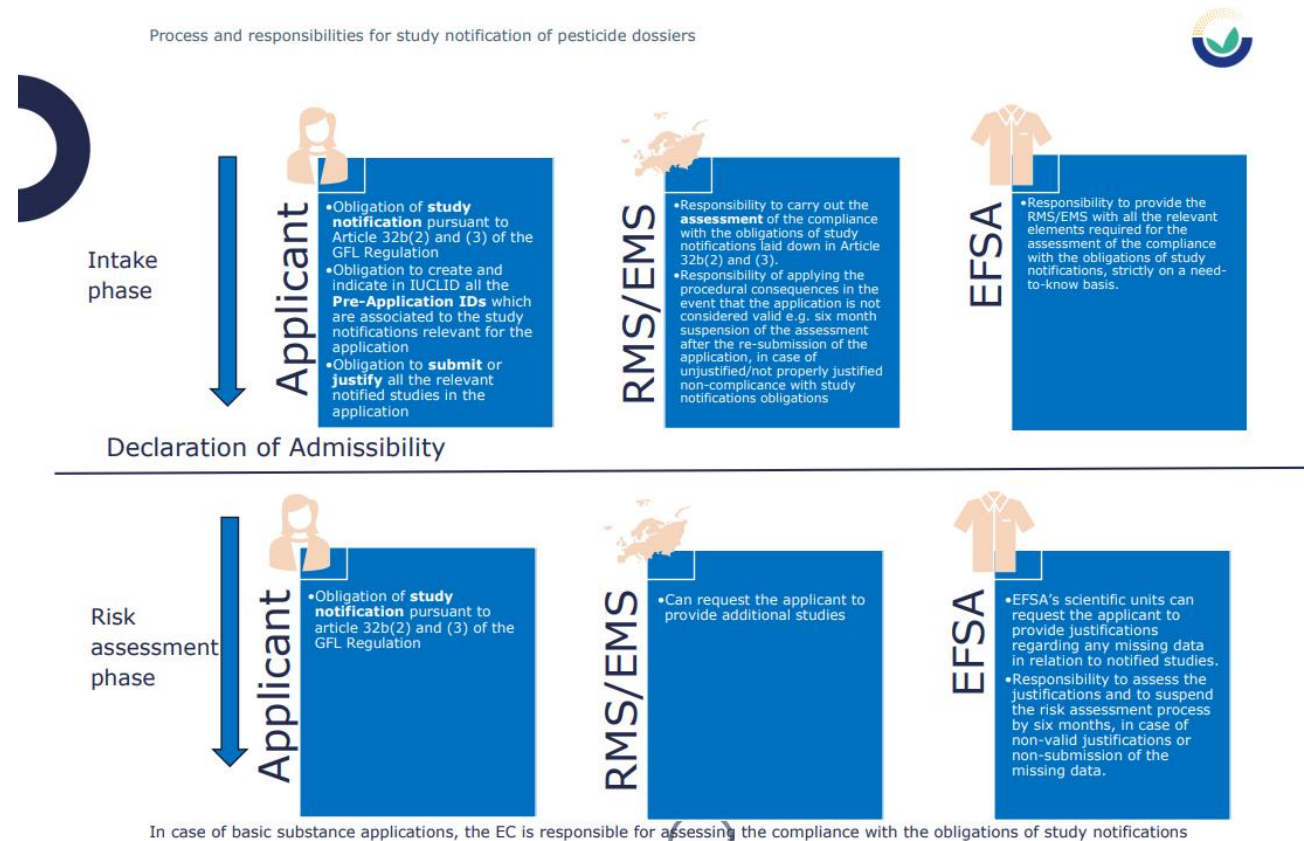 Process and responsibilities for study notification of pesticide dossiers
Intake
phase
Applicant
•Obligation of study
notification pursuant to
Article 32b(2) and (3) of the
GFL Regulation
•Obligation to create and
indicate in IUCLID all the
Pre-Application IDs which
are associated to the study
notifications relevant for the
application
•Obligation to submit or
justify all the relevant
notified studies in the
application
RMS/EMS
•Responsibility to carry out the
assessment of the compliance
with the obligations of study
notifications laid down in Article
32b(2) and (3).
•Responsibility of applying the
procedural consequences in the
event that the application is not
considered valid e.g. six month
suspension of the assessment
after the re-submission of the
application, in case of
unjustified/not properly justified
non-complicance with study
notifications obligations
EFSA
•Responsibility to provide the
RMS/EMS with all the relevant
elements required for the
assessment of the compliance
with the obligations of study
notifications, strictly on a need-
to-know basis.
Declaration of Admissibility
Risk
assessment
phase
Applicant
•Obligation of study
notification pursuant to
article 32b(2) and (3) of the
GFL Regulation
RMS/EMS
•Can request the applicant to
provide additional studies
EFSA
•EFSA's scientific units can
request the applicant to
provide justifications
regarding any missing data
in relation to notified studies.
•Responsibility to assess the
justifications and to suspend
the risk assessment process
by six months, in case of
non-valid justifications or
non-submission of the
missing data.
In case of basic substance applications, the EC is responsible for assessing the compliance with the obligations of study notifications